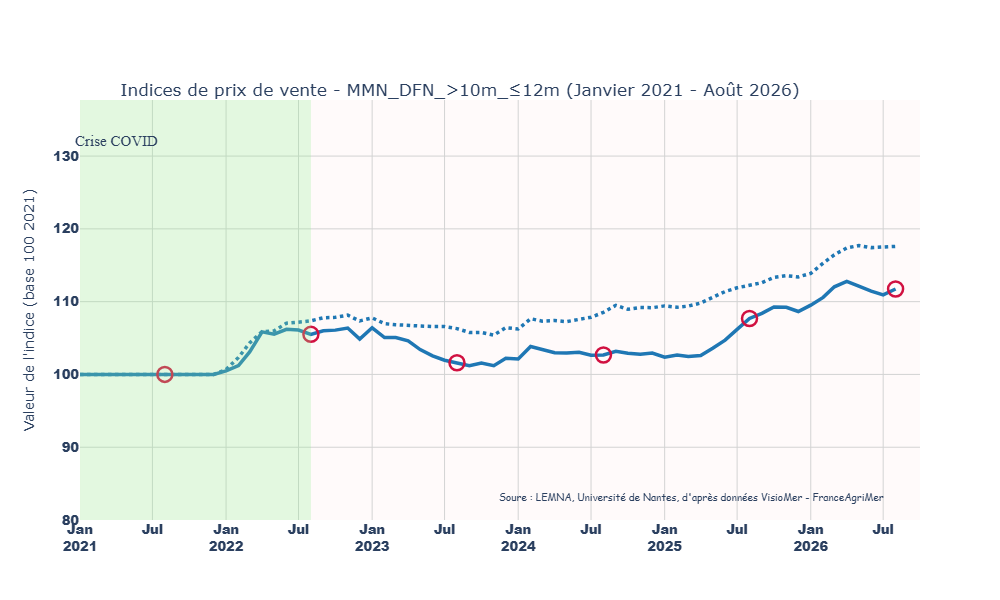 Indices de prix de vente - MMN_DFN_>10m_≤12m (Janvier 2021 - Août 2026)
Crise COVID
Valeur de l'indice (base 100 2021)
130
120
110
100
90
80
Soure : LEMNA, Université de Nantes, d'après données VisioMer - FranceAgriMer
Jan Jul Jan Jul Jan Jul Jan Jul Jan Jul Jan Jul
2021 2022 2023 2024 2025 2026